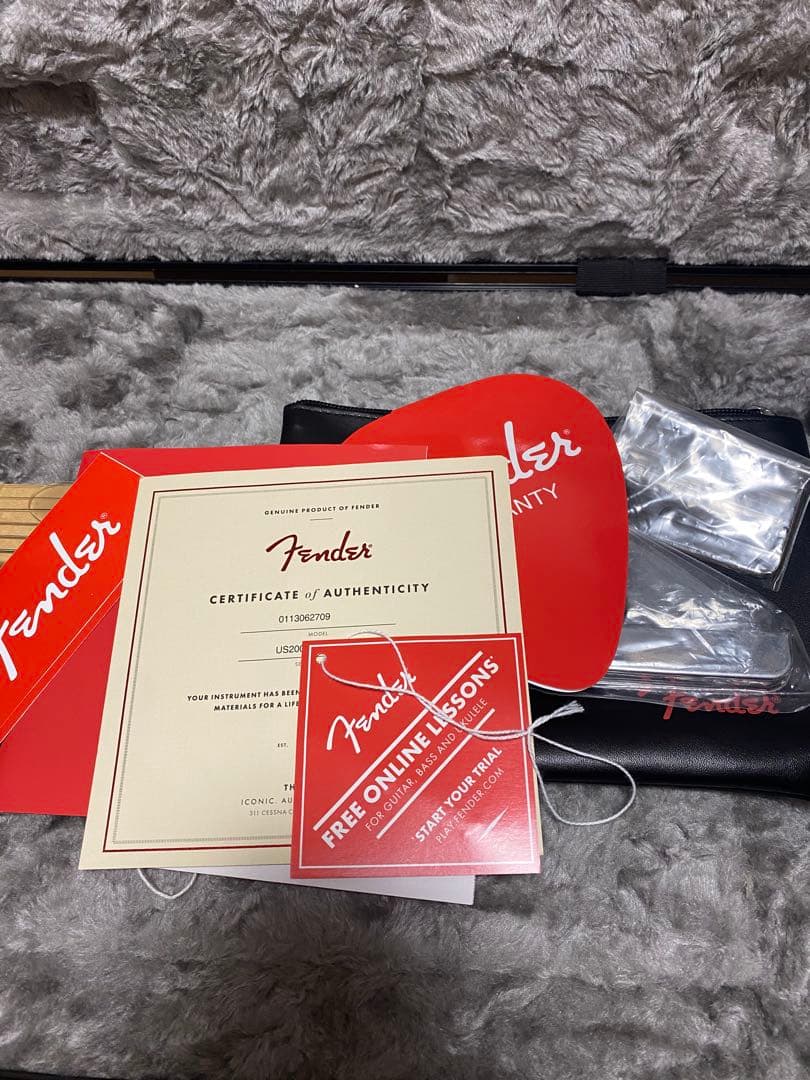 Fender
GENUINE PRODUCT OF FENDER
Fender
CERTIFICATE of AUTHENTICITY
0113062709
MODEL
US200
YOUR INSTRUMENT HAS BEEN
MATERIALS FOR A LIFE
EST.
TH
ICONIC. AU
311 CESSNA C
Fender
FREE ONLINE LESSONS*
FOR GUITAR, BASS AND UKULELE
*START YOUR TRIAL
PLAY.FENDER.COM
nder®
ANTY
Fender